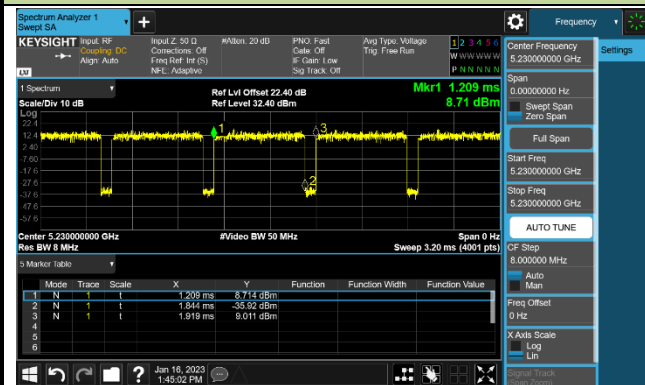 Spectrum Analyzer 1
Swept SA
Frequency
KEYSIGHT
Input: RF
Coupling: DC
Align: Auto
Input Z: 50 Ω
Corrections: Off
Freq Ref: Int (S)
NFE: Adaptive
#Atten: 20 dB
PNO: Fast
Gate: Off
IF Gain: Low
Sig Track: Off
Avg Type: Voltage
Trig: Free Run
1 2 3 4 5 6
W W W W W W
P N N N N N
LXI
1 Spectrum
Scale/Div 10 dB
Ref Lvl Offset 22.40 dB
Ref Level 32.40 dBm
Mkr1 1.209 ms
8.71 dBm
Log
22.4
12.4
2.40
-7.60
-17.6
-27.6
-37.6
-47.6
-57.6
1
2
3
Center 5.230000000 GHz
Res BW 8 MHz
#Video BW 50 MHz
Span 0 Hz
Sweep 3.20 ms (4001 pts)
5 Marker Table
Mode Trace Scale X Y Function Function Width Function Value
1 N 1 t 1.209 ms 8.714 dBm
2 N 1 t 1.844 ms -35.92 dBm
3 N 1 t 1.919 ms 9.011 dBm
4
5
6
Jan 16, 2023
1:45:02 PM
?
Center Frequency
5.230000000 GHz
Settings
Span
0.00000000 Hz
Swept Span
Zero Span
Full Span
Start Freq
5.230000000 GHz
Stop Freq
5.230000000 GHz
AUTO TUNE
CF Step
8.000000 MHz
Auto
Man
Freq Offset
0 Hz
X Axis Scale
Log
Lin
Signal Track
(Span Zoom)